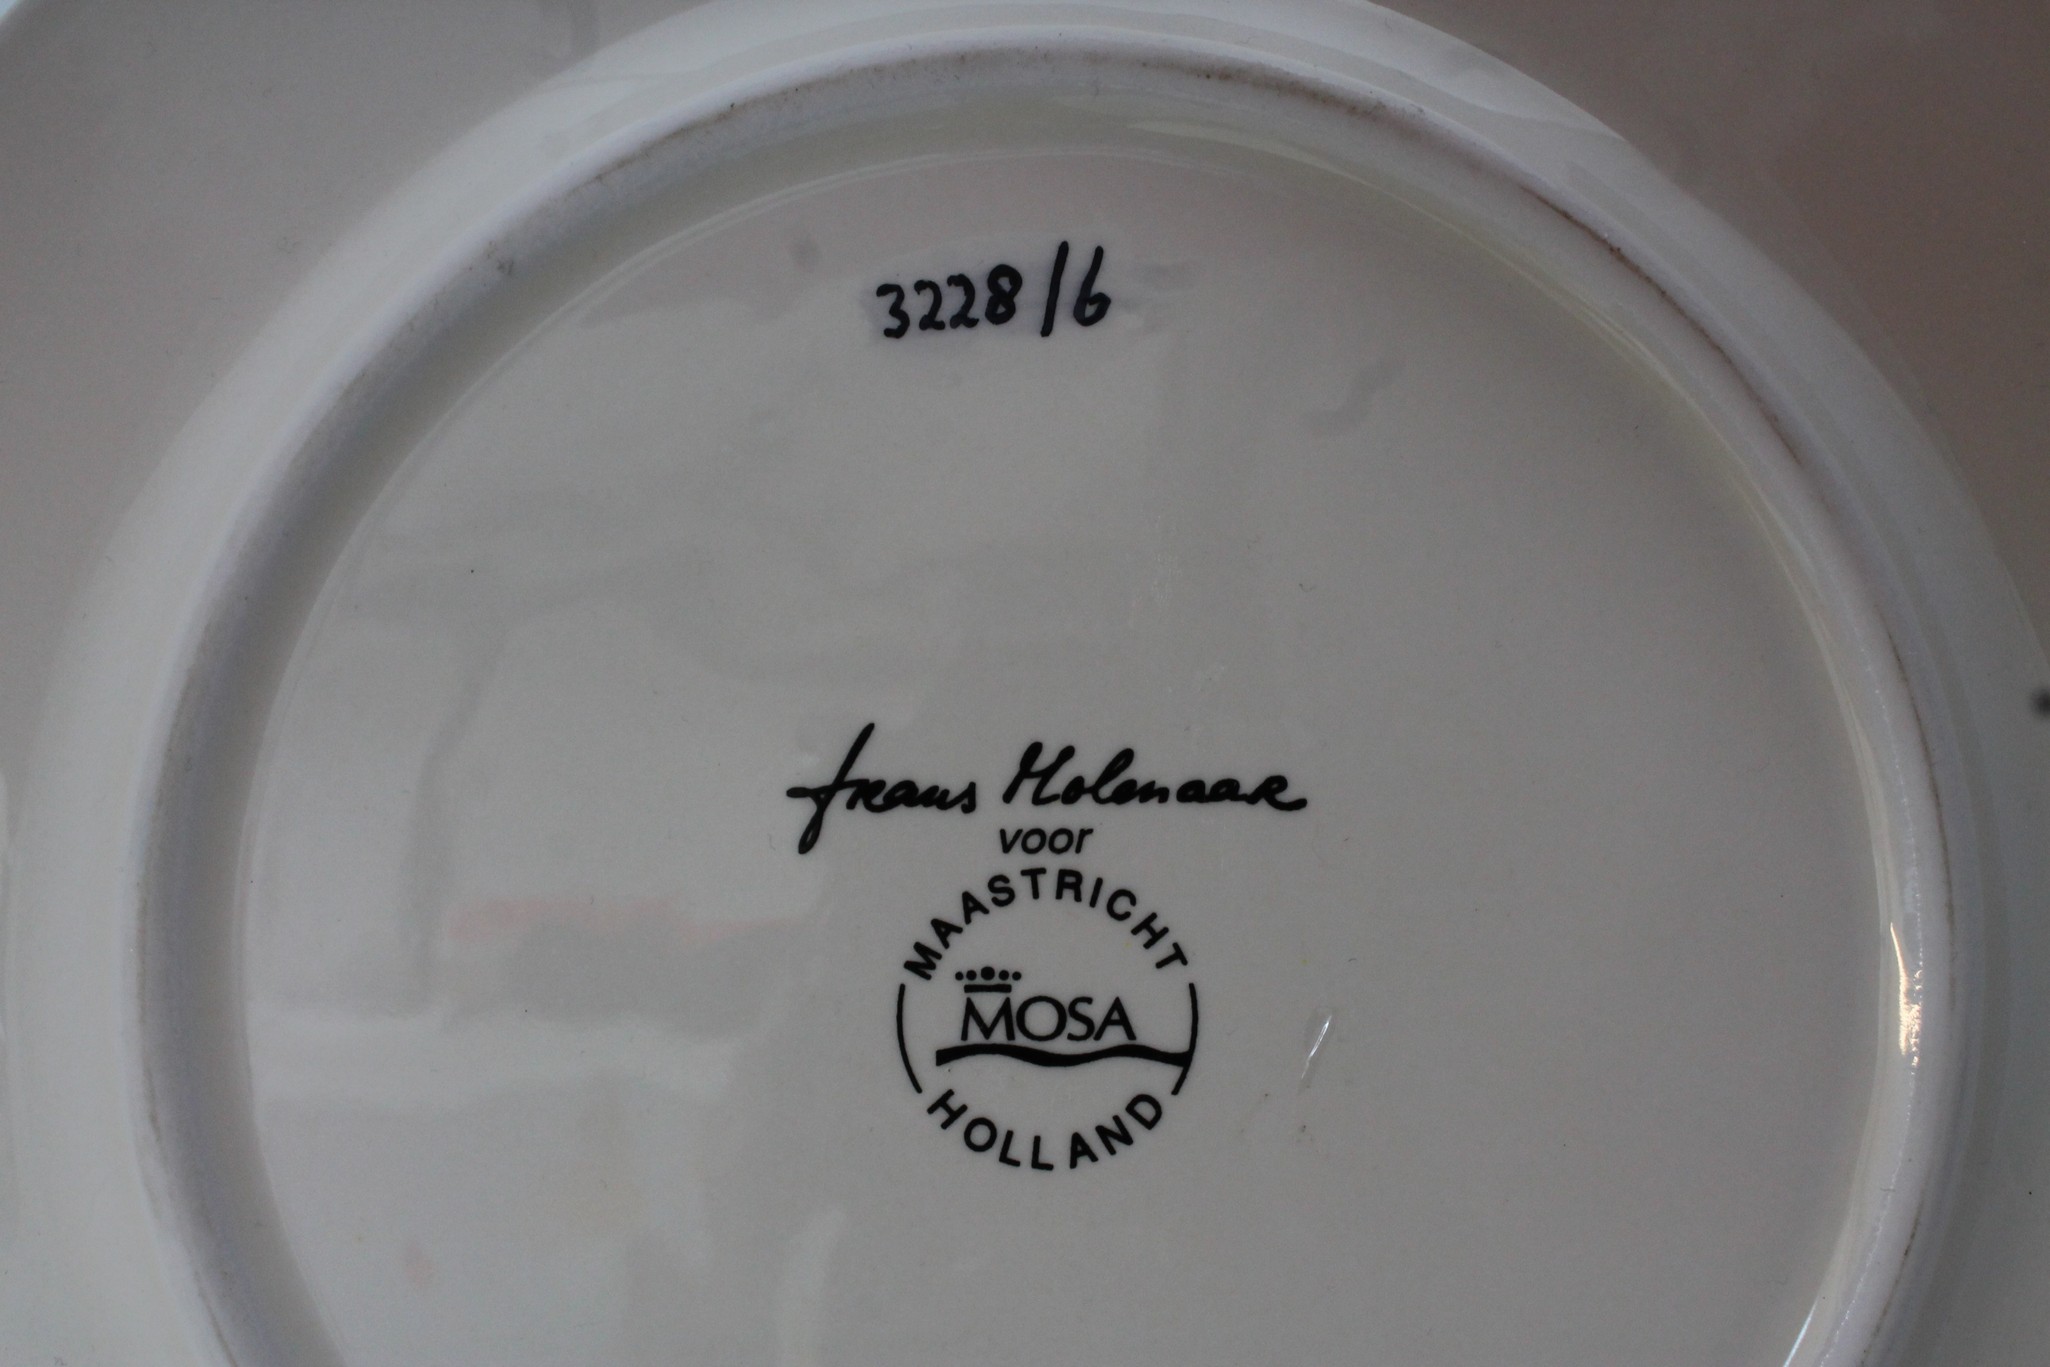 3228/6
frans Molenaar
voor
MAASTRICHT
MOSA
HOLLAND